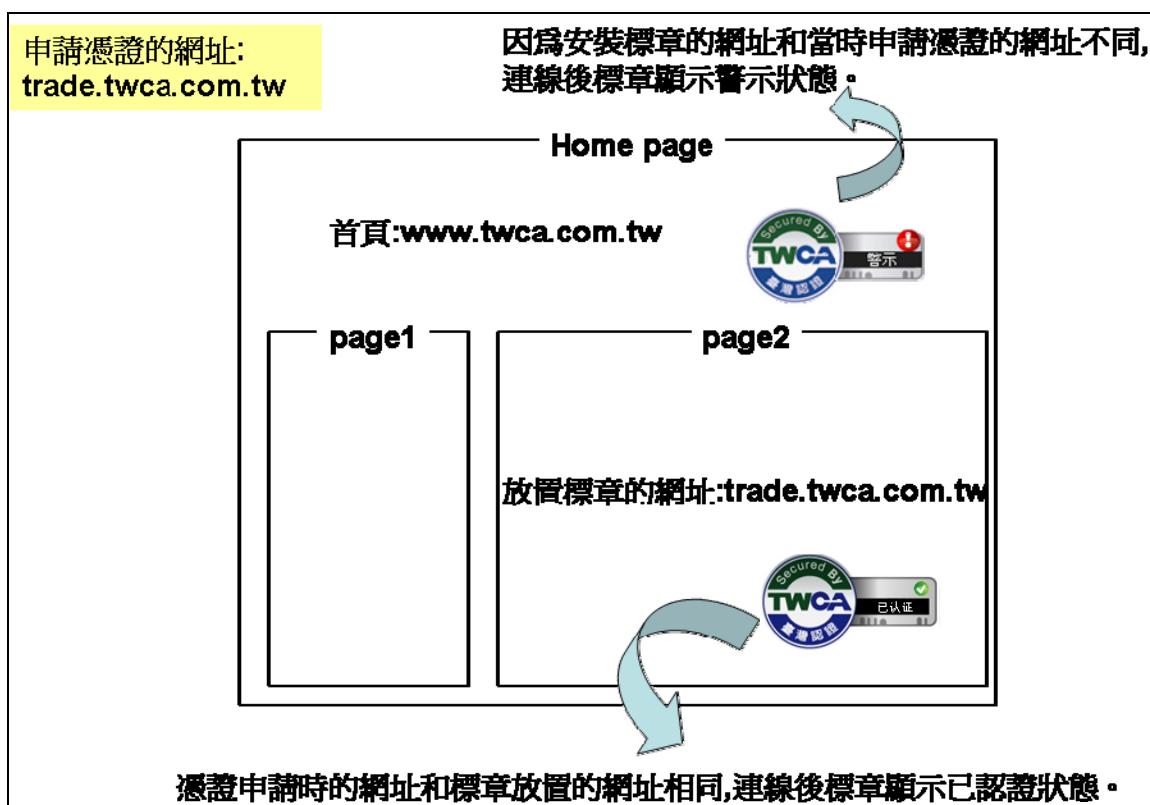 申請憑證的網址:
trade.twca.com.tw
因爲安裝標章的網址和當時申請憑證的網址不同,
連線後標章顯示警示狀態。
Home page
首頁:www.twca.com.tw
Secured By
TWCA
臺灣認證
警示
page1
page2
放置標章的網址:trade.twca.com.tw
Secured By
TWCA
臺灣認證
已认证
憑證申請時的網址和標章放置的網址相同,連線後標章顯示已認證狀態。